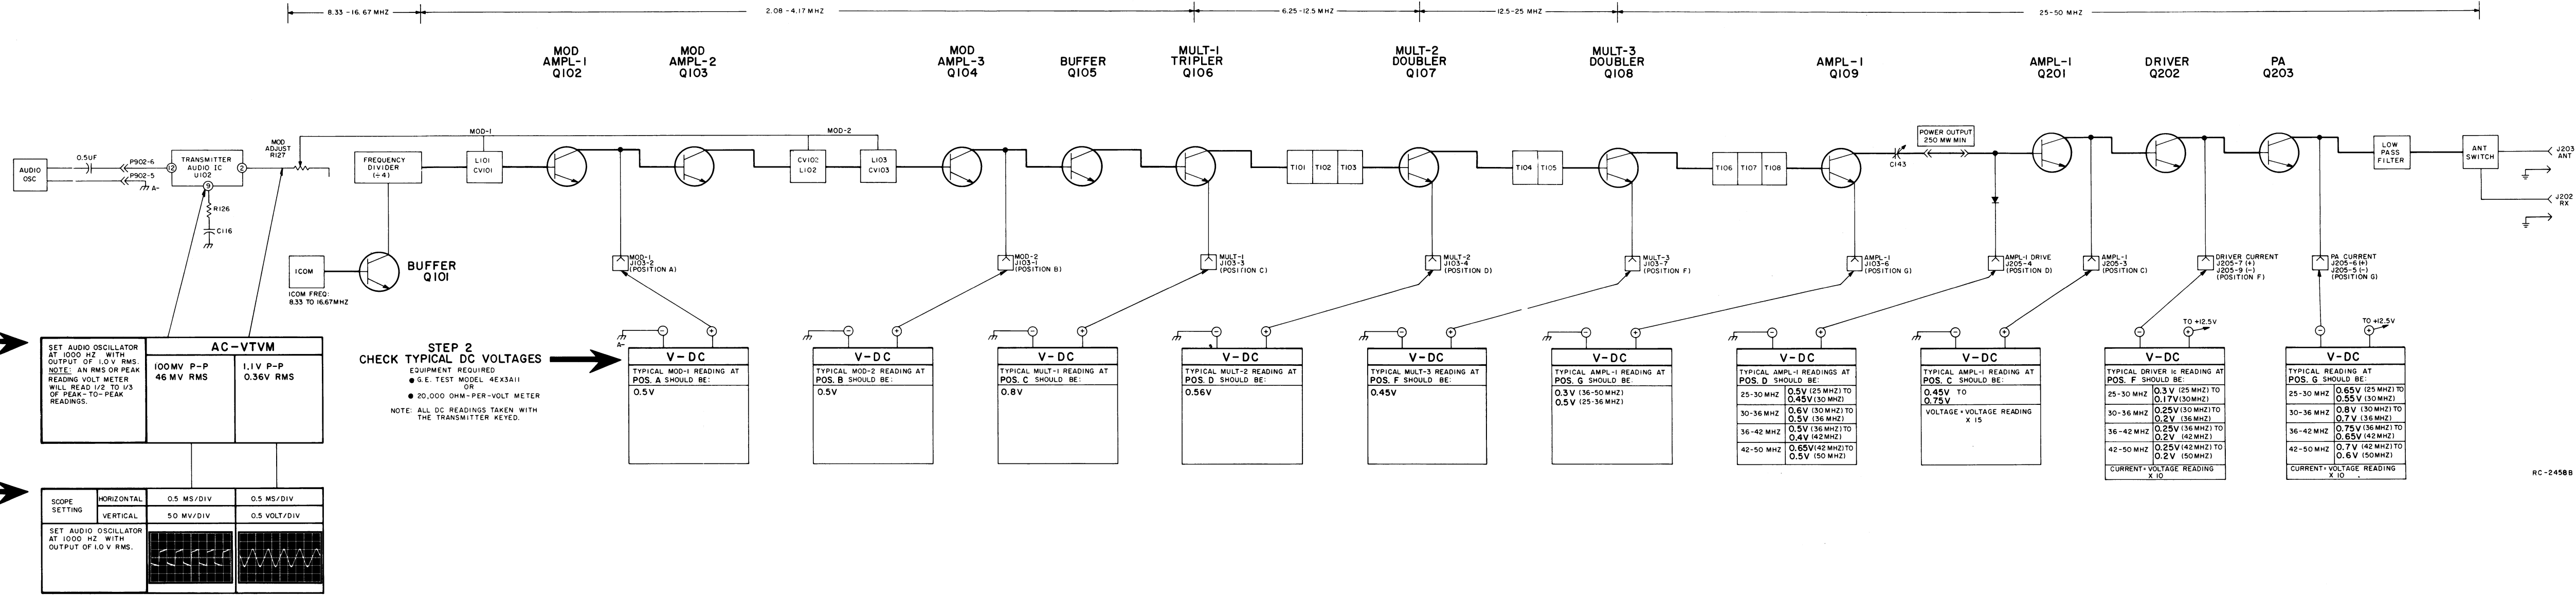 8.33 - 16.67 MHZ
2.08 - 4.17 MHZ
6.25 - 12.5 MHZ
12.5 - 25 MHZ
25 - 50 MHZ
MOD
AMPL-1
Q102
MOD
AMPL-2
Q103
MOD
AMPL-3
Q104
BUFFER
Q105
MULT-1
TRIPLER
Q106
MULT-2
DOUBLER
Q107
MULT-3
DOUBLER
Q108
AMPL-1
Q109
AMPL-1
Q201
DRIVER
Q202
PA
Q203
AUDIO
OSC
0.5UF
P902-6
P902-5
A-
12
TRANSMITTER
AUDIO IC
U102
2
9
R126
C116
MOD
ADJUST
R127
MOD-1
MOD-2
FREQUENCY
DIVIDER
(÷4)
L101
CV101
CV102
L102
L103
CV103
T101
T102
T103
T104
T105
T106
T107
T108
C143
POWER OUTPUT
250 MW MIN
LOW
PASS
FILTER
ANT
SWITCH
J203
ANT
J202
RX
ICOM
BUFFER
Q101
ICOM FREQ:
8.33 TO 16.67MHZ
MOD-1
J103-2
(POSITION A)
MOD-2
J103-1
(POSITION B)
MULT-1
J103-3
(POSITION C)
MULT-2
J103-4
(POSITION D)
MULT-3
J103-7
(POSITION F)
AMPL-1
J103-6
(POSITION G)
AMPL-1 DRIVE
J205-4
(POSITION D)
AMPL-1
J205-3
(POSITION C)
DRIVER CURRENT
J205-7 (+)
J205-9 (-)
(POSITION F)
PA CURRENT
J205-6 (+)
J205-5 (-)
(POSITION G)
SET AUDIO OSCILLATOR
AT 1000 HZ WITH
OUTPUT OF 1.0 V RMS.
NOTE: AN RMS OR PEAK
READING VOLT METER
WILL READ 1/2 TO 1/3
OF PEAK-TO-PEAK
READINGS.
AC-VTVM
100MV P-P
46 MV RMS
1.1V P-P
0.36V RMS
STEP 2
CHECK TYPICAL DC VOLTAGES
EQUIPMENT REQUIRED
● G.E. TEST MODEL 4EX3A11
OR
● 20,000 OHM-PER-VOLT METER
NOTE: ALL DC READINGS TAKEN WITH
THE TRANSMITTER KEYED.
A-
- +
V-DC
TYPICAL MOD-1 READING AT
POS. A SHOULD BE:
0.5V
- +
V-DC
TYPICAL MOD-2 READING AT
POS. B SHOULD BE:
0.5V
- +
V-DC
TYPICAL MULT-1 READING AT
POS. C SHOULD BE:
0.8V
- +
V-DC
TYPICAL MULT-2 READING AT
POS. D SHOULD BE:
0.56V
- +
V-DC
TYPICAL MULT-3 READING AT
POS. F SHOULD BE:
0.45V
- +
V-DC
TYPICAL AMPL-1 READING AT
POS. G SHOULD BE:
0.3V (36-50MHZ)
0.5V (25-36MHZ)
- +
V-DC
TYPICAL AMPL-1 READINGS AT
POS. D SHOULD BE:
25-30 MHZ 0.5V (25 MHZ) TO
0.45V (30 MHZ)
30-36 MHZ 0.6V (30 MHZ) TO
0.5V (36 MHZ)
36-42 MHZ 0.5V (36 MHZ) TO
0.4V (42 MHZ)
42-50 MHZ 0.65V (42 MHZ) TO
0.5V (50 MHZ)
- +
V-DC
TYPICAL AMPL-1 READING AT
POS. C SHOULD BE:
0.45V TO
0.75V
VOLTAGE = VOLTAGE READING
X 15
- + TO +12.5V
V-DC
TYPICAL DRIVER Ic READING AT
POS. F SHOULD BE:
25-30 MHZ 0.3V (25 MHZ) TO
0.17V (30MHZ)
30-36 MHZ 0.25V (30MHZ) TO
0.2V (36MHZ)
36-42 MHZ 0.25V (36MHZ) TO
0.2V (42MHZ)
42-50 MHZ 0.25V (42MHZ) TO
0.2V (50MHZ)
CURRENT = VOLTAGE READING
X 10
- + TO +12.5V
V-DC
TYPICAL READING AT
POS. G SHOULD BE:
25-30 MHZ 0.65V (25 MHZ) TO
0.55V (30MHZ)
30-36 MHZ 0.8V (30 MHZ) TO
0.7V (36MHZ)
36-42 MHZ 0.75V (36 MHZ) TO
0.65V (42MHZ)
42-50 MHZ 0.7V (42 MHZ) TO
0.6V (50MHZ)
CURRENT = VOLTAGE READING
X 10
RC-2458B
SCOPE
SETTING
HORIZONTAL 0.5 MS/DIV 0.5 MS/DIV
VERTICAL 50 MV/DIV 0.5 VOLT/DIV
SET AUDIO OSCILLATOR
AT 1000 HZ WITH
OUTPUT OF 1.0 V RMS.